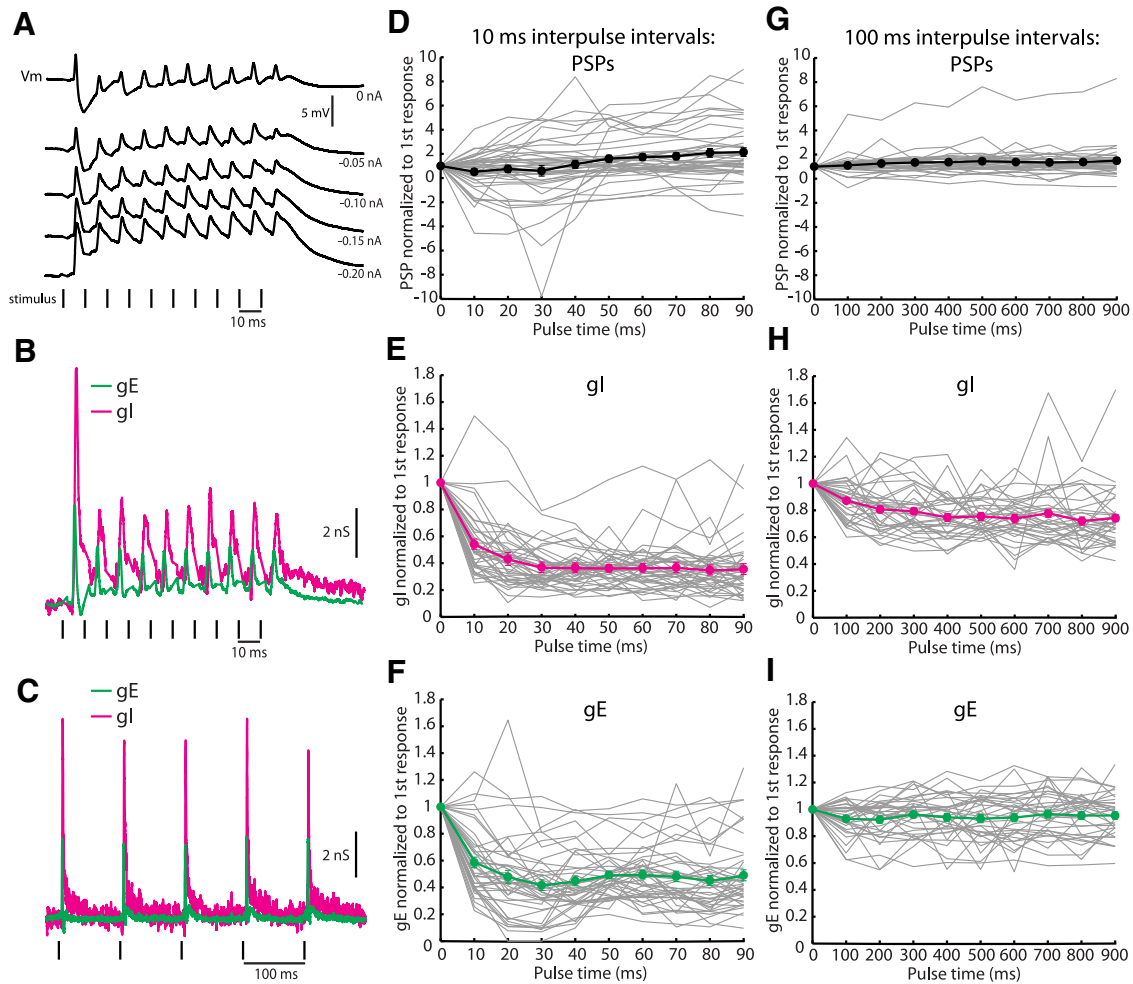 A
Vm
0 nA
5 mV
-0.05 nA
-0.10 nA
-0.15 nA
-0.20 nA
stimulus
10 ms
B
gE
gI
2 nS
10 ms
C
gE
gI
2 nS
100 ms
D
10 ms interpulse intervals:
PSPs
PSP normalized to 1st response
10
8
6
4
2
0
-2
-4
-6
-8
-10
0 10 20 30 40 50 60 70 80 90
Pulse time (ms)
E
gI
gI normalized to 1st response
1.8
1.6
1.4
1.2
1
0.8
0.6
0.4
0.2
0
0 10 20 30 40 50 60 70 80 90
Pulse time (ms)
F
gE
gE normalized to 1st response
1.8
1.6
1.4
1.2
1
0.8
0.6
0.4
0.2
0
0 10 20 30 40 50 60 70 80 90
Pulse time (ms)
G
100 ms interpulse intervals:
PSPs
PSP normalized to 1st response
10
8
6
4
2
0
-2
-4
-6
-8
-10
0 100 200 300 400 500 600 700 800 900
Pulse time (ms)
H
gI
gI normalized to 1st response
1.8
1.6
1.4
1.2
1
0.8
0.6
0.4
0.2
0
0 100 200 300 400 500 600 700 800 900
Pulse time (ms)
I
gE
gE normalized to 1st response
1.8
1.6
1.4
1.2
1
0.8
0.6
0.4
0.2
0
0 100 200 300 400 500 600 700 800 900
Pulse time (ms)